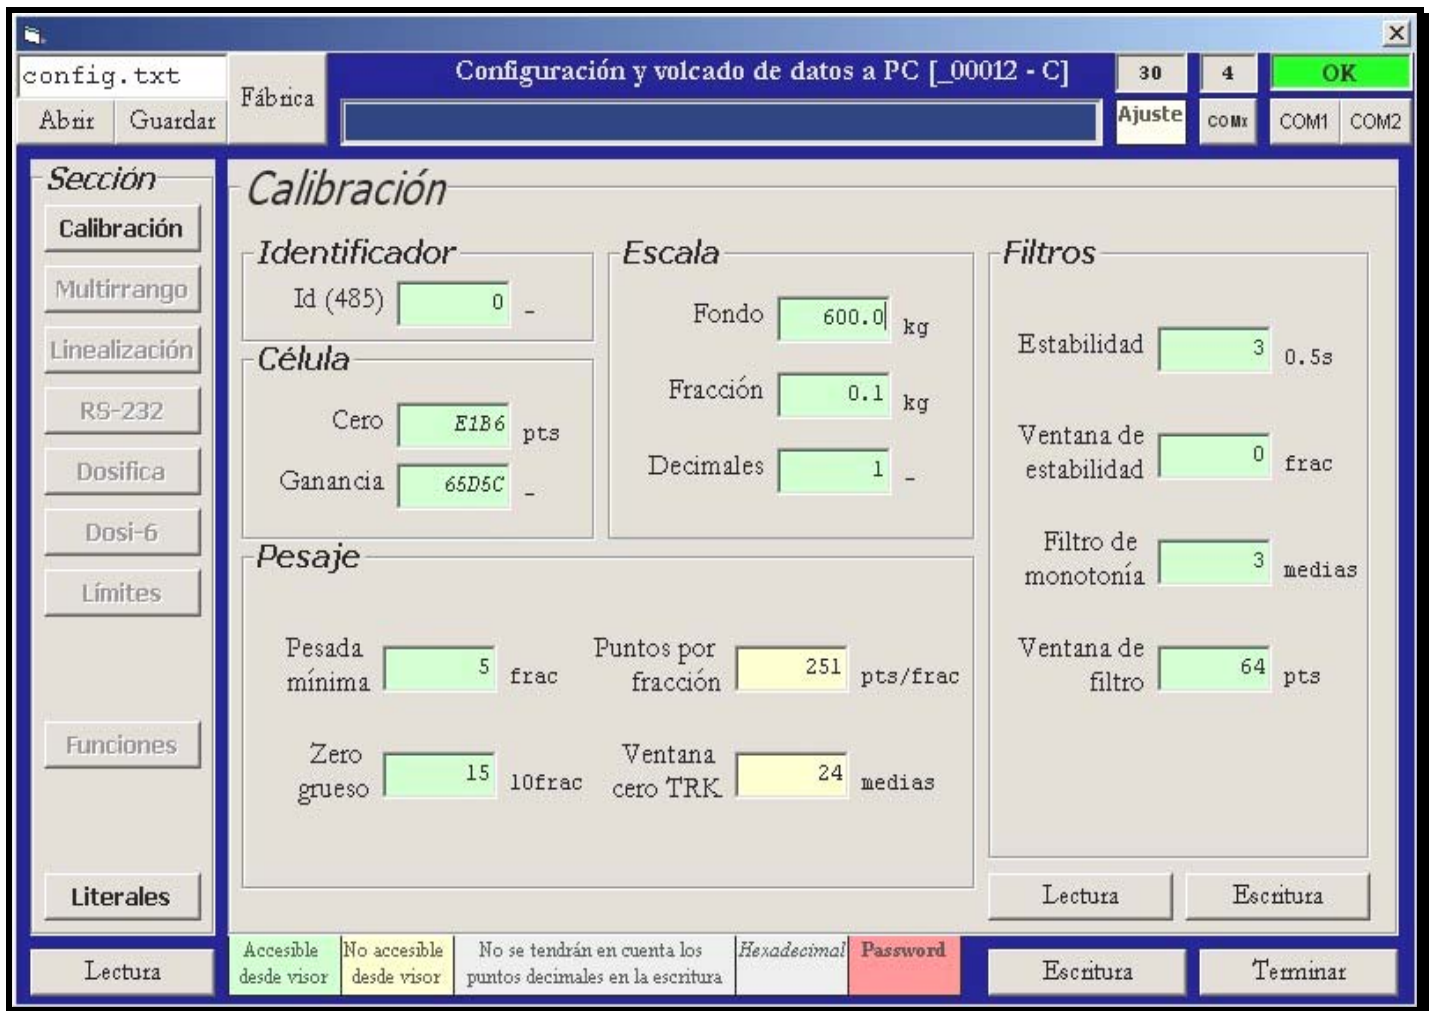 config.txt
Abrir Guardar
Fábrica
Configuración y volcado de datos a PC [_00012 - C]
30
4
OK
Ajuste
COMx
COM1 COM2
Sección
Calibración
Multirrango
Linealización
RS-232
Dosifica
Dosi-6
Límites
Funciones
Literales
Lectura
Calibración
Identificador
Id (485) 0 _
Célula
Cero E1B6 pts
Ganancia 65D5C _
Escala
Fondo 600.0 kg
Fracción 0.1 kg
Decimales 1 _
Pesaje
Pesada
mínima 5 frac
Puntos por
fracción 251 pts/frac
Zero
grueso 15 10frac
Ventana
cero TRK 24 medias
Filtros
Estabilidad 3 0.5s
Ventana de
estabilidad 0 frac
Filtro de
monotonía 3 medias
Ventana de
filtro 64 pts
Lectura Escritura
Accesible
desde visor
No accesible
desde visor
No se tendrán en cuenta los
puntos decimales en la escritura
Hexadecimal
Password
Escritura
Terminar